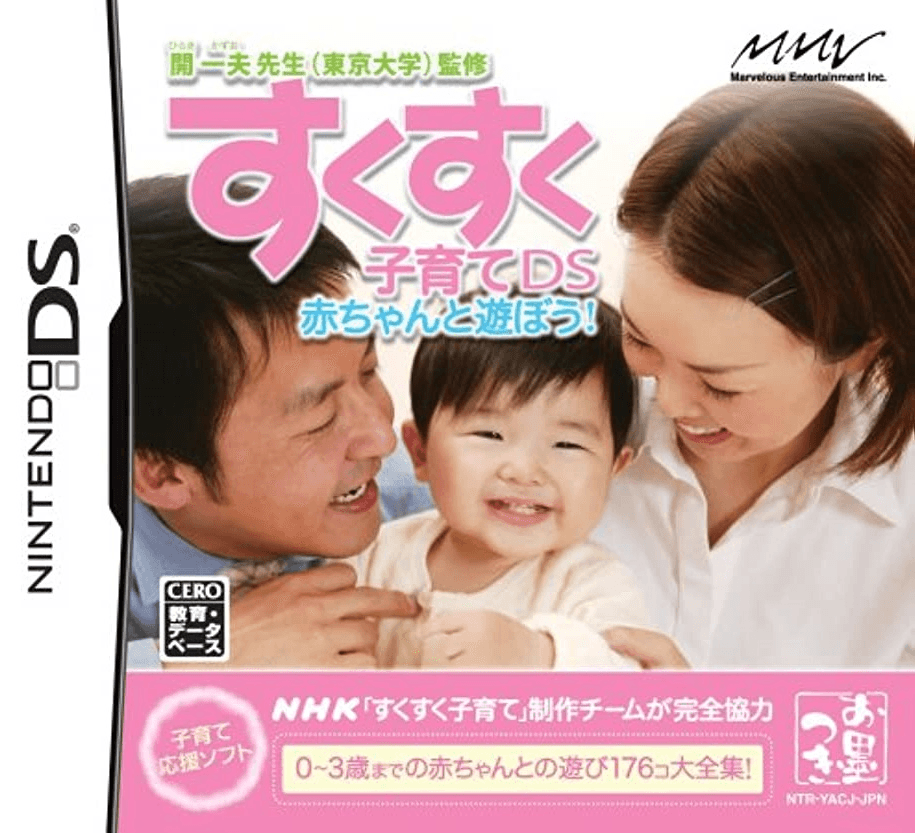 NINTENDO DS®
ひらき かずお
開 一夫 先生(東京大学)監修
MMV
Marvelous Entertainment Inc.
すくすく
子育てDS
赤ちゃんと遊ぼう!
CERO
教育・
データ
ベース
子育て
応援ソフト
NHK「すくすく子育て」制作チームが完全協力
0~3歳までの赤ちゃんとの遊び176コ大全集!
お墨
つき
NTR-YACJ-JPN